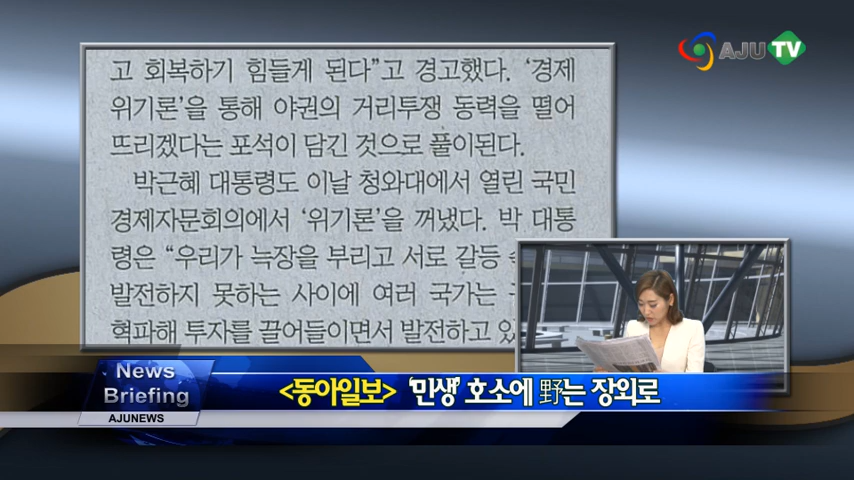 AJU TV
고 회복하기 힘들게 된다”고 경고했다. ‘경제
위기론’을 통해 야권의 거리투쟁 동력을 떨어
뜨리겠다는 포석이 담긴 것으로 풀이된다.
박근혜 대통령도 이날 청와대에서 열린 국민
경제자문회의에서 ‘위기론’을 꺼냈다. 박 대통
령은 “우리가 늑장을 부리고 서로 갈등
발전하지 못하는 사이에 여러 국가는
혁파해 투자를 끌어들이면서 발전하고
News
Briefing
AJUNEWS
<동아일보> ‘민생’ 호소에 野는 장외로